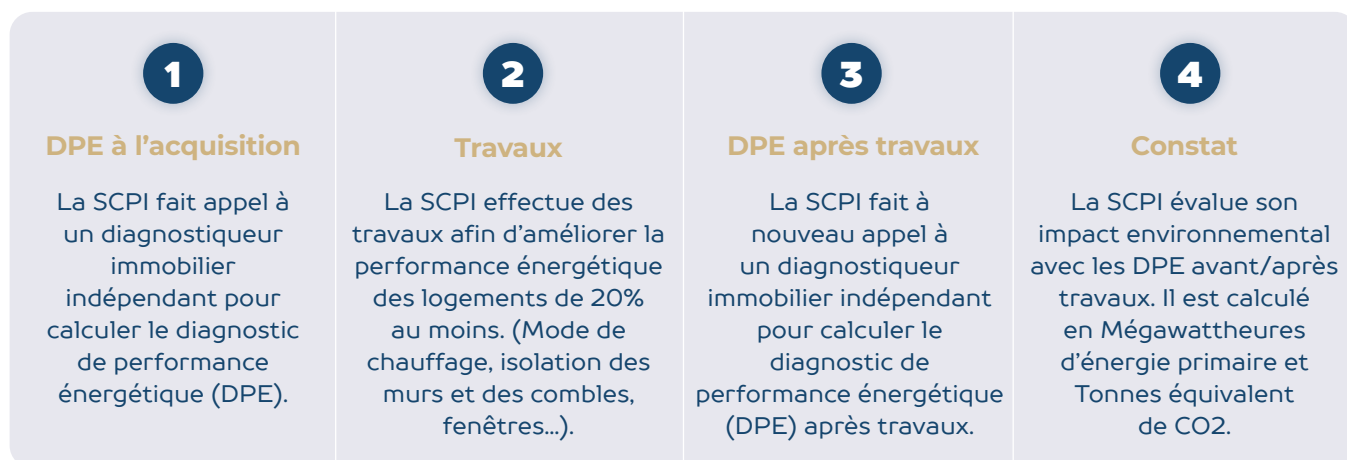 1
DPE à l’acquisition
La SCPI fait appel à
un diagnostiqueur
immobilier
indépendant pour
calculer le diagnostic
de performance
énergétique (DPE).
2
Travaux
La SCPI effectue des
travaux afin d’améliorer la
performance énergétique
des logements de 20%
au moins. (Mode de
chauffage, isolation des
murs et des combles,
fenêtres...).
3
DPE après travaux
La SCPI fait à
nouveau appel à
un diagnostiqueur
immobilier indépendant
pour calculer le
diagnostic de
performance énergétique
(DPE) après travaux.
4
Constat
La SCPI évalue son
impact environnemental
avec les DPE avant/après
travaux. Il est calculé
en Mégawattheures
d’énergie primaire et
Tonnes équivalent
de CO2.